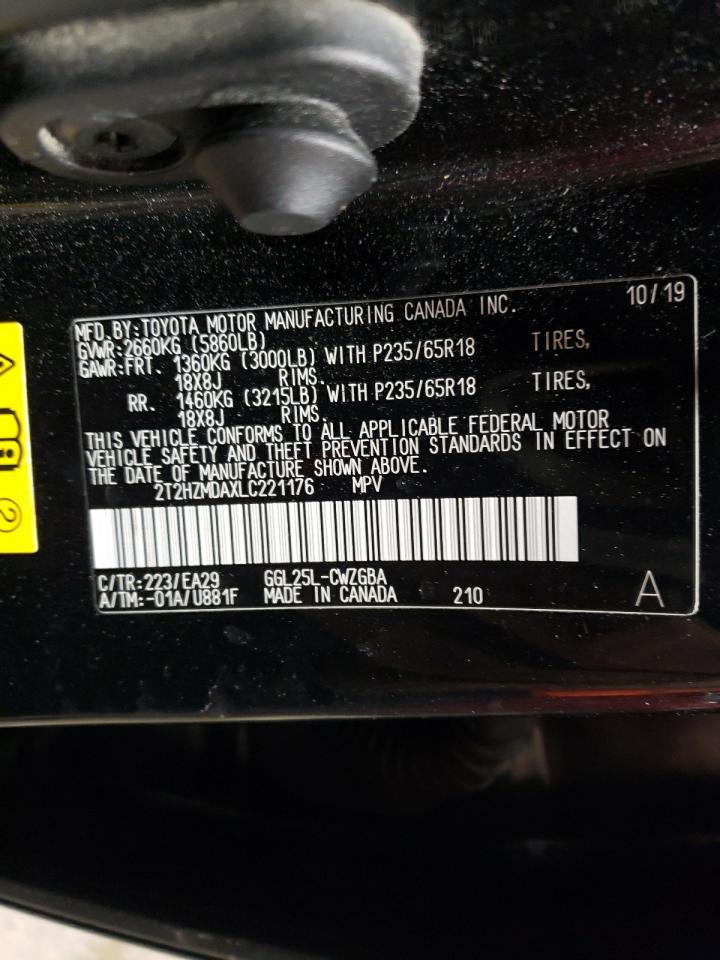 10/19
MFD. BY: TOYOTA MOTOR MANUFACTURING CANADA INC.
GVWR: 2660KG (5860LB)
GAWR: FRT. 1360KG (3000LB) WITH P235/65R18 TIRES,
18X8J RIMS.
RR. 1460KG (3215LB) WITH P235/65R18 TIRES,
18X8J RIMS.
THIS VEHICLE CONFORMS TO ALL APPLICABLE FEDERAL MOTOR
VEHICLE SAFETY AND THEFT PREVENTION STANDARDS IN EFFECT ON
THE DATE OF MANUFACTURE SHOWN ABOVE.
2T2HZMDAXLC221176 MPV
C/TR: 223/EA29 GGL25L-CWZGBA
A/TM: -01A/U881F MADE IN CANADA 210 A
2